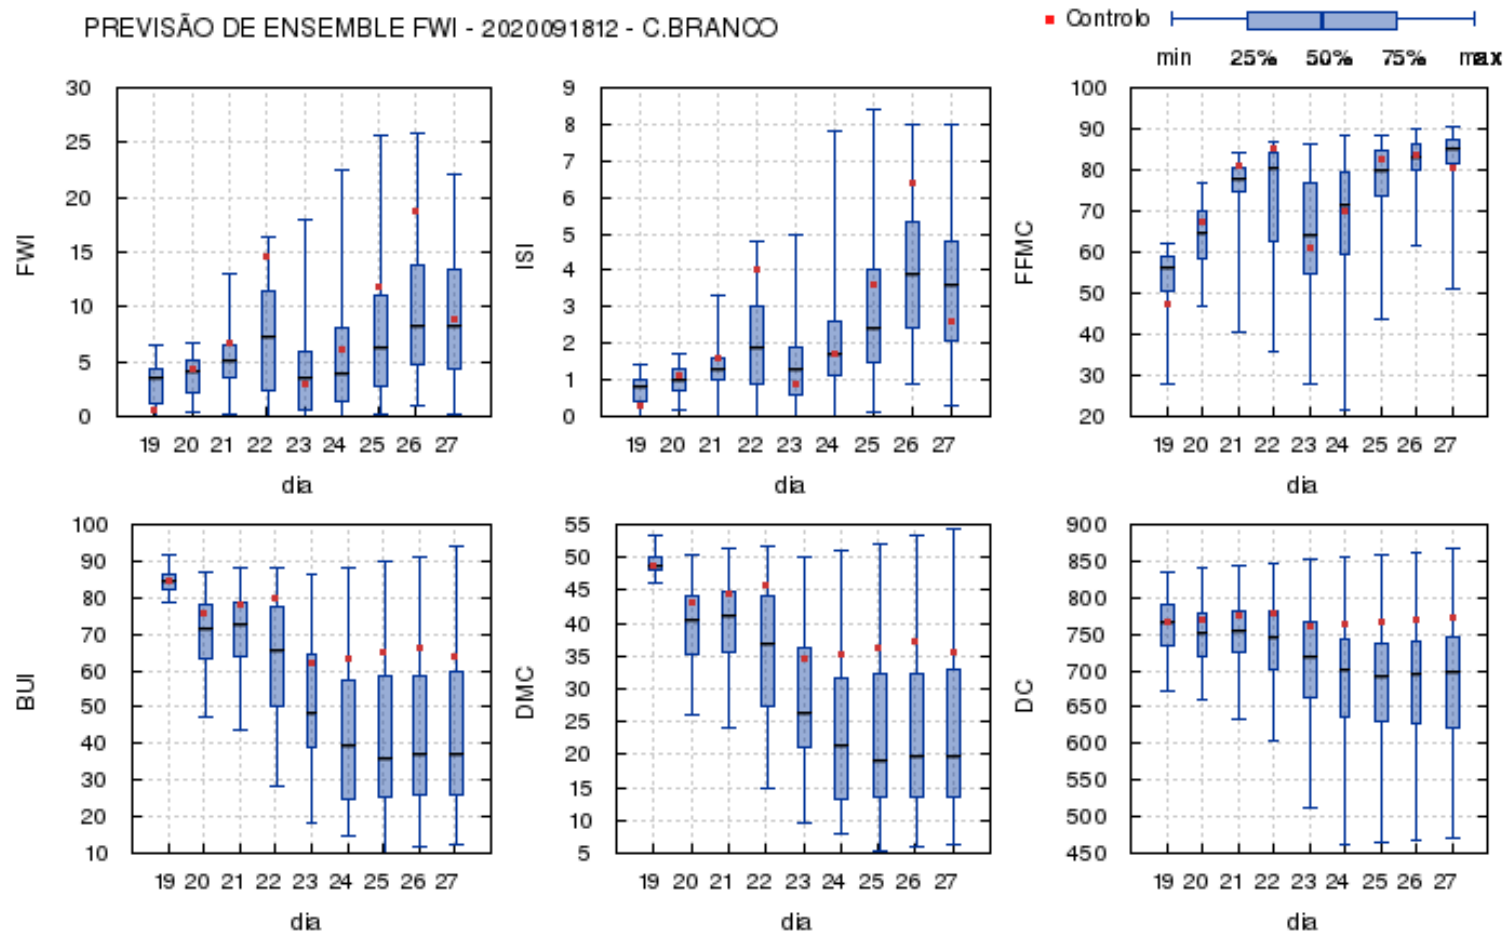 PREVISÃO DE ENSEMBLE FWI - 2020091812 - C.BRANCO
Controlo
min 25% 50% 75% max
FWI
30
25
20
15
10
5
0
19 20 21 22 23 24 25 26 27
dia
ISI
9
8
7
6
5
4
3
2
1
0
19 20 21 22 23 24 25 26 27
dia
FFMC
100
90
80
70
60
50
40
30
20
19 20 21 22 23 24 25 26 27
dia
BUI
100
90
80
70
60
50
40
30
20
10
19 20 21 22 23 24 25 26 27
dia
DMC
55
50
45
40
35
30
25
20
15
10
5
19 20 21 22 23 24 25 26 27
dia
DC
900
850
800
750
700
650
600
550
500
450
19 20 21 22 23 24 25 26 27
dia